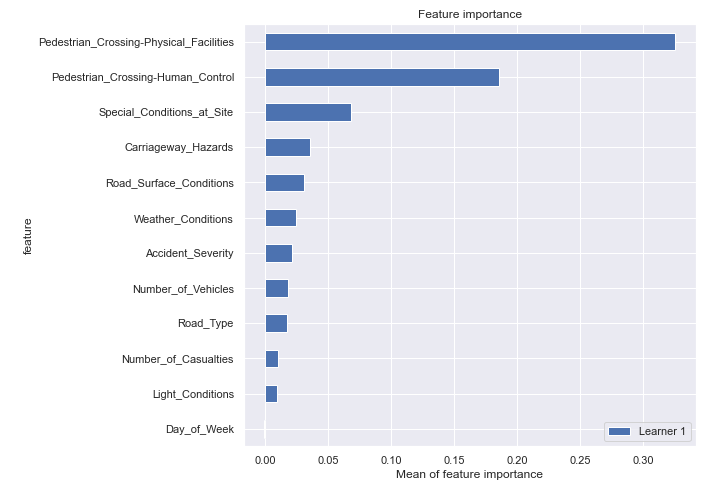 Feature importance
Pedestrian_Crossing-Physical_Facilities
Pedestrian_Crossing-Human_Control
Special_Conditions_at_Site
Carriageway_Hazards
Road_Surface_Conditions
Weather_Conditions
Accident_Severity
Number_of_Vehicles
Road_Type
Number_of_Casualties
Light_Conditions
Day_of_Week
feature
Learner 1
0.00 0.05 0.10 0.15 0.20 0.25 0.30
Mean of feature importance